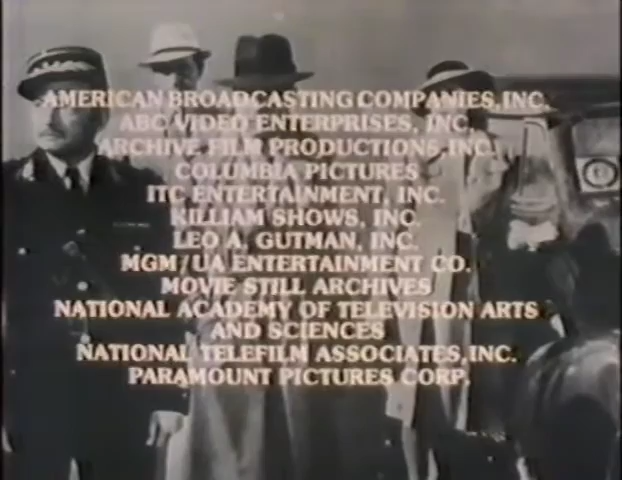 AMERICAN BROADCASTING COMPANIES, INC.
ABC VIDEO ENTERPRISES, INC.
ARCHIVE FILM PRODUCTIONS, INC.
COLUMBIA PICTURES
ITC ENTERTAINMENT, INC.
KILLIAM SHOWS, INC.
LEO A. GUTMAN, INC.
MGM/UA ENTERTAINMENT CO.
MOVIE STILL ARCHIVES
NATIONAL ACADEMY OF TELEVISION ARTS
AND SCIENCES
NATIONAL TELEFILM ASSOCIATES, INC.
PARAMOUNT PICTURES CORP.